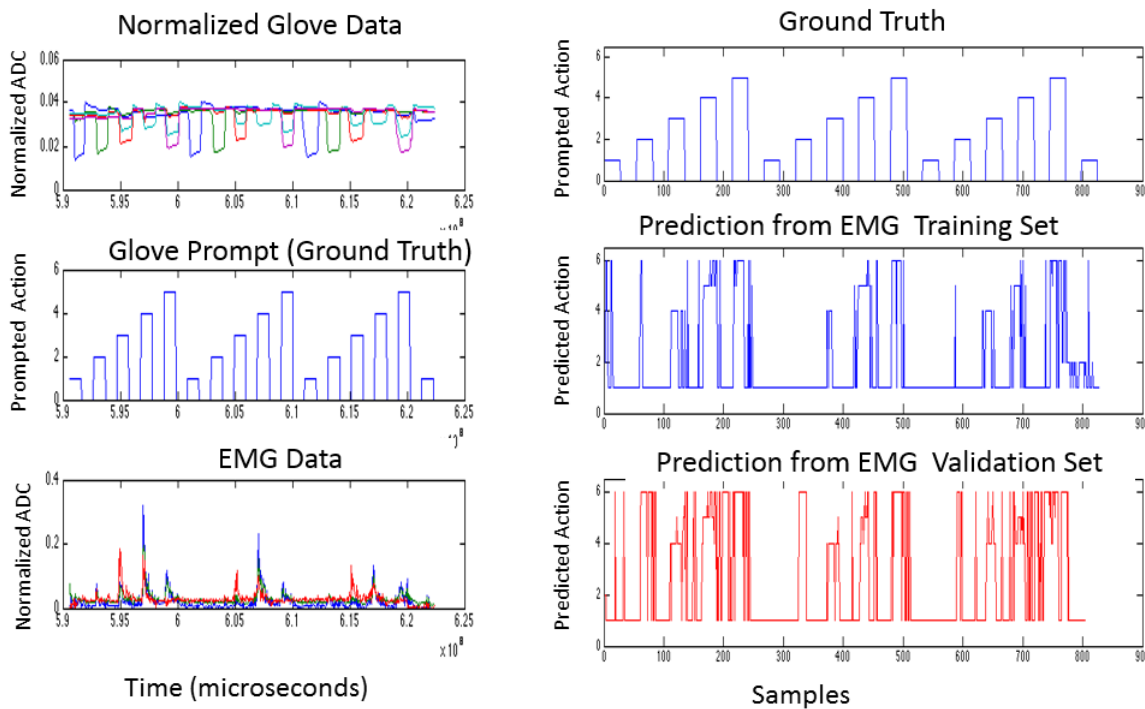 Normalized Glove Data
Normalized ADC
0.06
0.04
0.02
0
5.9 5.95 6 6.05 6.1 6.15 6.2 6.25
Glove Prompt (Ground Truth)
Prompted Action
6
4
2
0
5.9 5.95 6 6.05 6.1 6.15 6.2 6.25
EMG Data
Normalized ADC
0.4
0.2
0
5.9 5.95 6 6.05 6.1 6.15 6.2 6.25
x 10^8
Time (microseconds)
Ground Truth
Prompted Action
6
4
2
0
0 100 200 300 400 500 600 700 800 90
Prediction from EMG Training Set
Predicted Action
6
4
2
0
0 100 200 300 400 500 600 700 800 90
Prediction from EMG Validation Set
Predicted Action
6
4
2
0
0 100 200 300 400 500 600 700 800 90
Samples